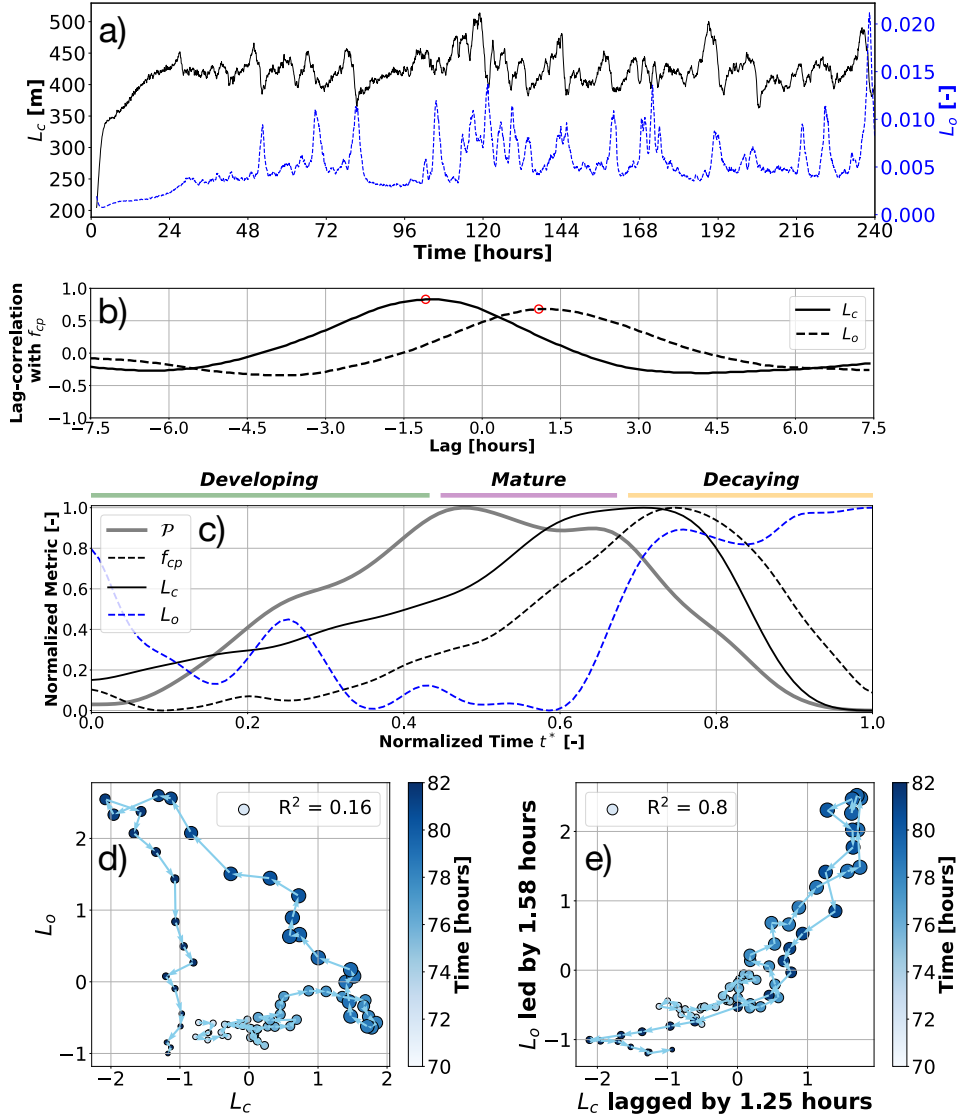 a)
500
450
400
350
300
250
200
L_c [m]
0.020
0.015
0.010
0.005
0.000
L_o [-]
0 24 48 72 96 120 144 168 192 216 240
Time [hours]
b)
1.0
0.5
0.0
−0.5
−1.0
Lag-correlation
with f_cp
L_c
L_o
−7.5 −6.0 −4.5 −3.0 −1.5 0.0 1.5 3.0 4.5 6.0 7.5
Lag [hours]
Developing Mature Decaying
c)
1.0
0.8
0.6
0.4
0.2
0.0
Normalized Metric [-]
𝒫
f_cp
L_c
L_o
0.0 0.2 0.4 0.6 0.8 1.0
Normalized Time t* [-]
d)
R² = 0.16
2
1
0
−1
L_o
−2 −1 0 1 2
L_c
82
80
78
76
74
72
70
Time [hours]
e)
R² = 0.8
2
1
0
−1
L_o led by 1.58 hours
−2 −1 0 1
L_c lagged by 1.25 hours
82
80
78
76
74
72
70
Time [hours]